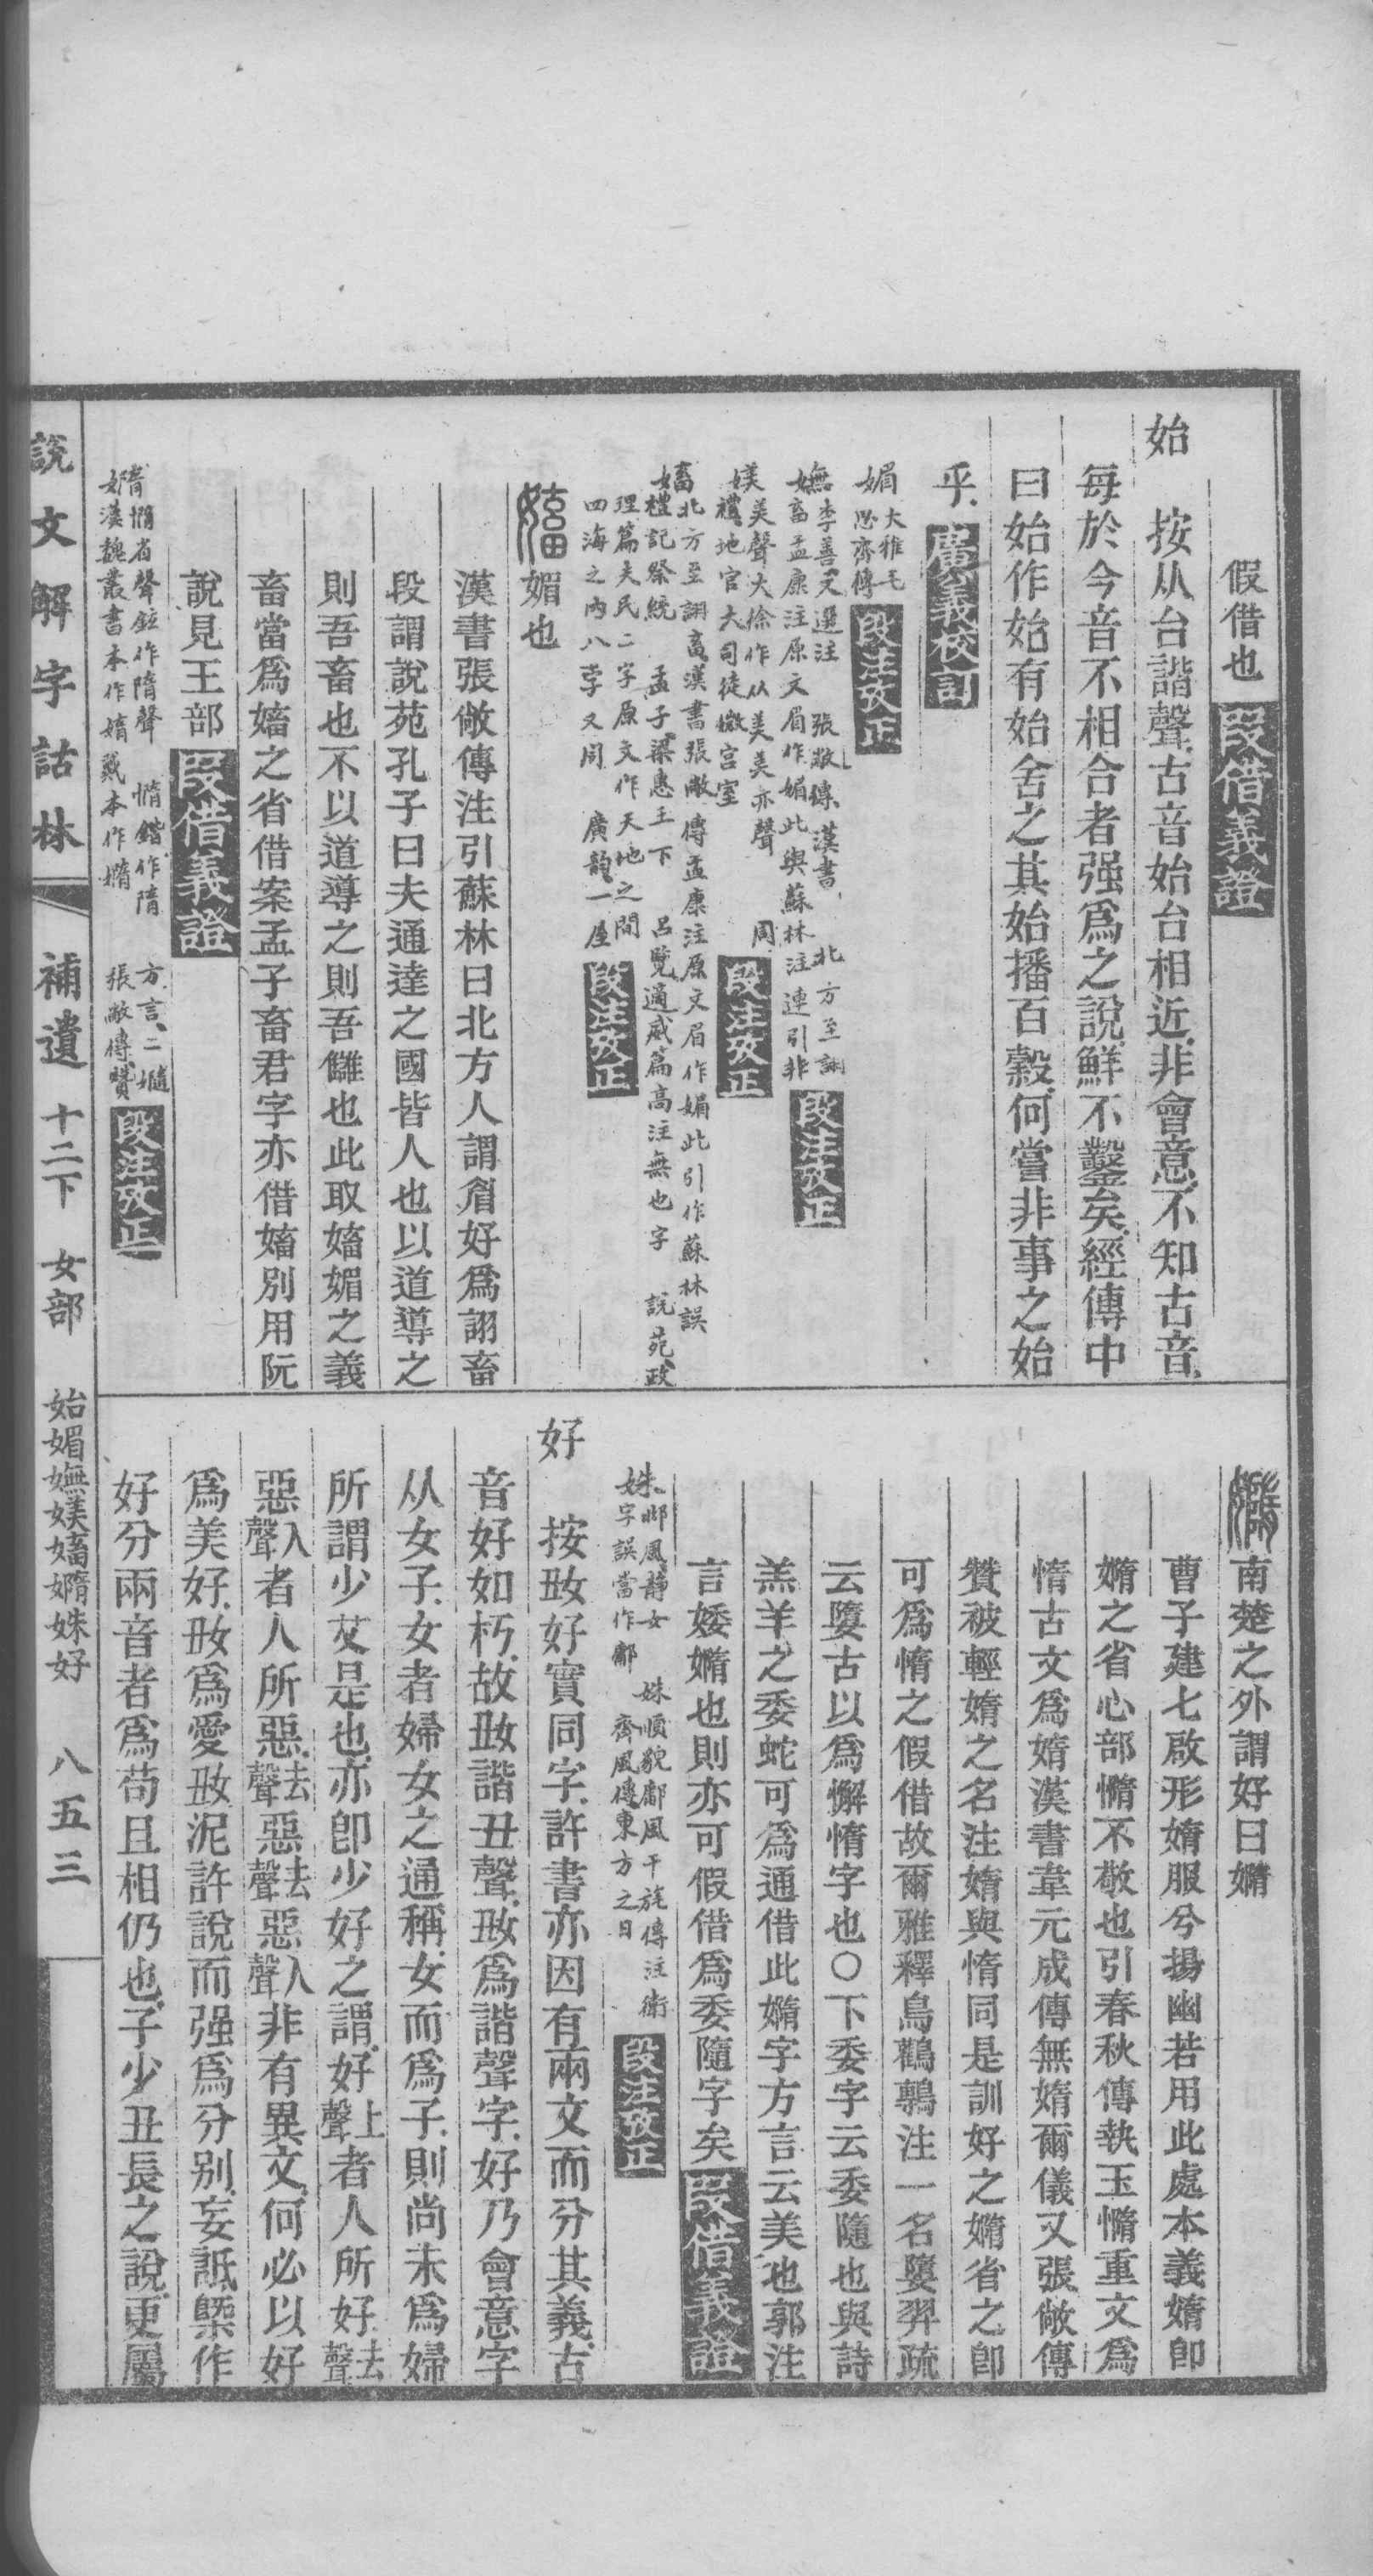 假借也段借義證
始　按从台諧聲古音始台相近非會意不知古音
每於今音不相合者强爲之說鮮不鑿矣經傳中
曰始作始有始舍之其始播百穀何嘗非事之始
乎廣義校訂
媚大雅毛
思齊傳段注攷正
嫵李善文選注　張敞傳漢書　北方至詡
畜孟康注原文眉作媚此與蘇林注連引非段注攷正
媄美聲大徐作从美美亦聲　周
禮地官大司徒媺宮室段注攷正
嬌北方至詡畜漢書張敞傳孟康注原文眉作媚此引作蘇林誤
禮記祭統　孟子梁惠王下　呂覽適威篇高注無也字　說苑政
理篇夫民二字原文作天地之間
四海之內八字又同　廣韻一屋段注攷正
媚也
漢書張敞傳注引蘇林曰北方人謂眉好爲詡畜
段謂說苑孔子曰夫通達之國皆人也以道導之
則吾畜也不以道導之則吾讎也此取嬸媚之義
畜當爲嬸之省借案孟子畜君字亦借嬸別用阮
說見王部段借義證
嫷惰省聲鉉作隋聲　惰鍇作隋　方言二
漢魏叢書本作媠戴本作嫷　張敞傳贊段注攷正
南楚之外謂好曰嫷
曹子建七啟形媠服兮揚幽若用此處本義媠卽
嫷之省心部憜不敬也引春秋傳執玉憜重文爲
惰古文爲媠漢書韋元成傳無媠爾儀又張敞傳
贊被輕媠之名注媠與惰同是訓好之嫷省之卽
可爲惰之假借故爾雅釋鳥鸛鷒注一名㜅羿疏
云㜅古以爲懈惰字也○下委字云委隨也與詩
羔羊之委蛇可爲通借此嫷字方言云美也郭注
言婑嫷也則亦可假借爲委隨字矣段借義證
姝邶風靜女　姝順貌鄘風干旄傳注衛
字誤當作鄘　齊風傳東方之日段注攷正
好　按𡚽好實同字許書亦因有兩文而分其義古
音好如朽故𡚽諧丑聲𡚽爲諧聲字好乃會意字
从女子女者婦女之通稱女而爲子則尚未爲婦
所謂少艾是也亦卽少好之謂好上聲者人所好去聲
惡入聲者人所惡去聲惡去聲惡入聲非有異文何必以好
爲美好𡚽爲愛𡚽泥許說而强爲分別妄詆槩作
好分兩音者爲苟且相仍也子少丑長之說更屬
說文解字詁林　補遺　十二下　女部　始媚嫵媄嬸嫷姝好　八五三